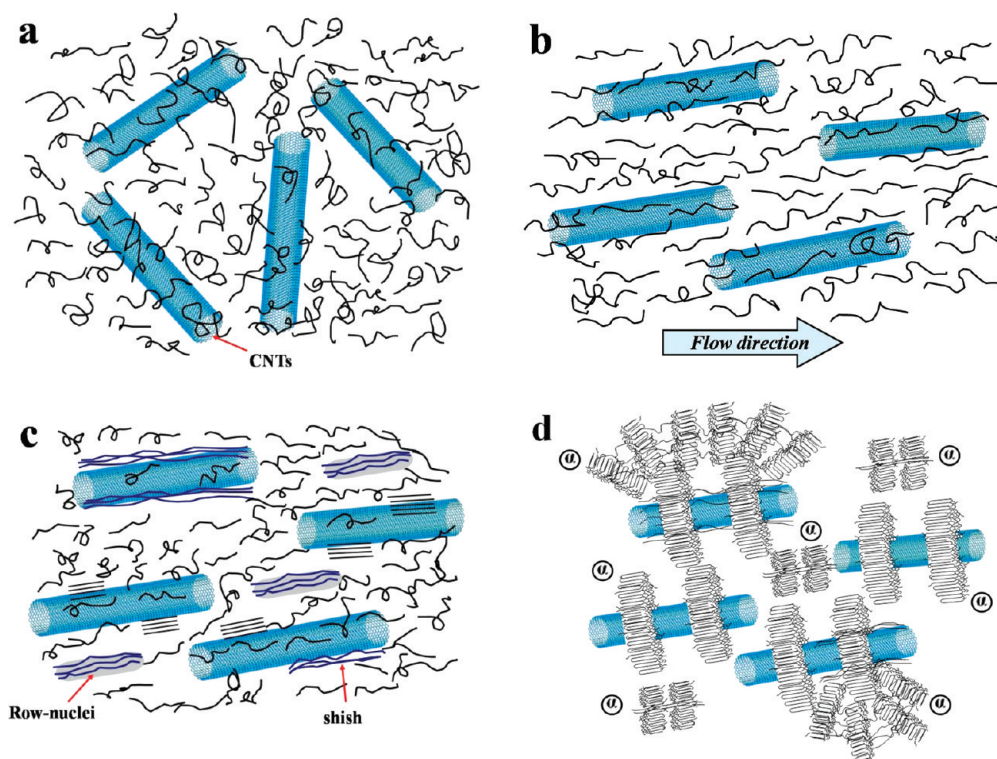 a
CNTs
b
Flow direction
c
Row-nuclei
shish
d
α
α
α
α
α
α
α